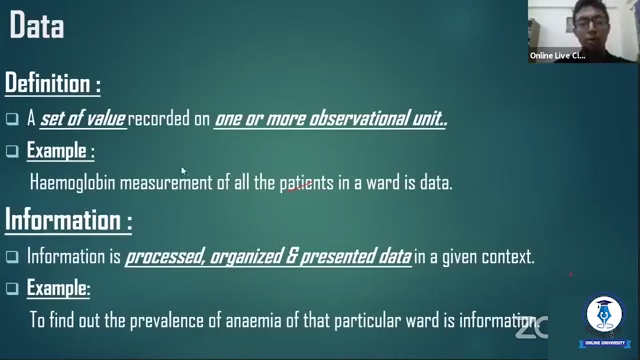 Data
Online Live Cl...
Definition :
A set of value recorded on one or more observational unit..
Example :
Haemoglobin measurement of all the patients in a ward is data.
Information :
Information is processed, organized & presented data in a given context.
Example:
To find out the prevalence of anaemia of that particular ward is information.
ONLINE UNIVERSITY